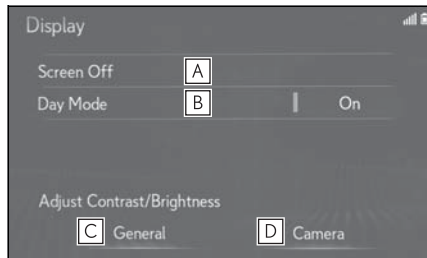 Display
Screen Off A
Day Mode B On
Adjust Contrast/Brightness
C General D Camera